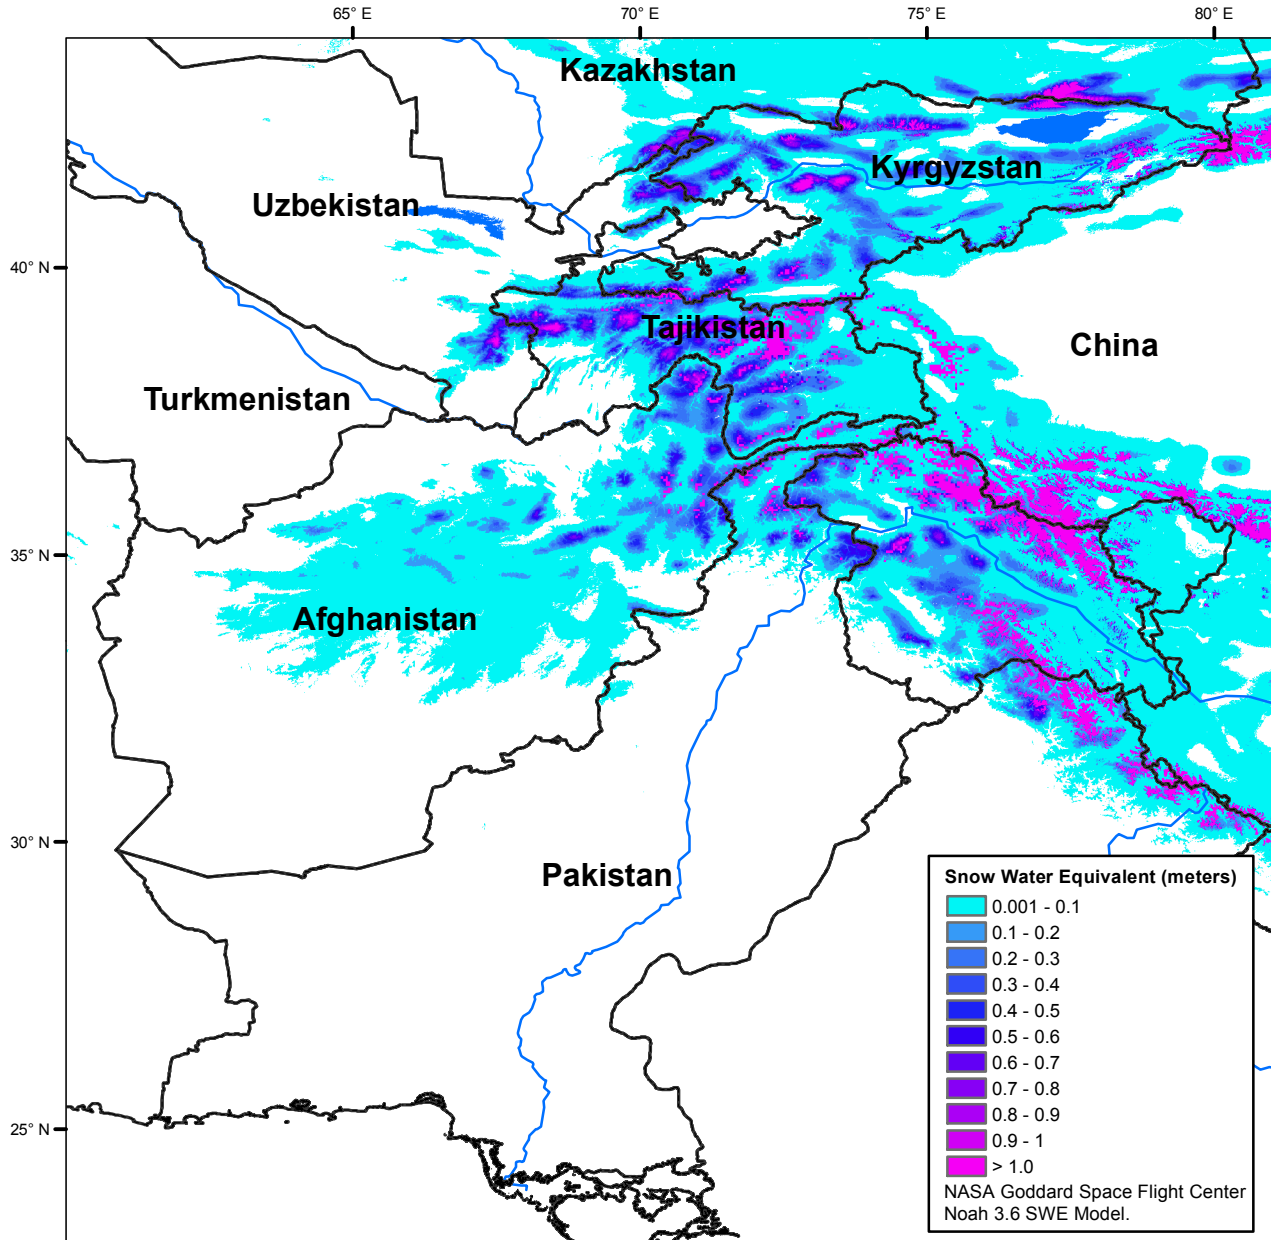 65° E
70° E
75° E
80° E
Kazakhstan
Kyrgyzstan
Uzbekistan
40° N
Tajikistan
China
Turkmenistan
35° N
Afghanistan
30° N
Pakistan
25° N
Snow Water Equivalent (meters)
0.001 - 0.1
0.1 - 0.2
0.2 - 0.3
0.3 - 0.4
0.4 - 0.5
0.5 - 0.6
0.6 - 0.7
0.7 - 0.8
0.8 - 0.9
0.9 - 1
> 1.0
NASA Goddard Space Flight Center
Noah 3.6 SWE Model.